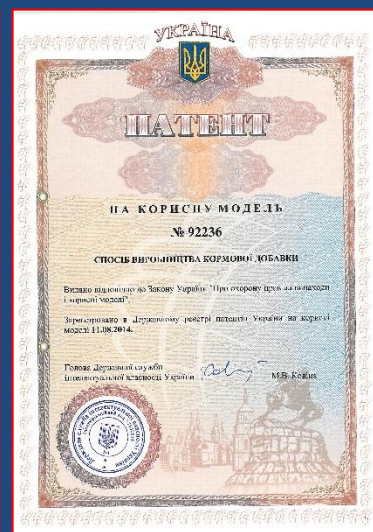 УКРАЇНА
ПАТЕНТ
НА КОРИСНУ МОДЕЛЬ
№ 92236
СПОСІБ ВИРОБНИЦТВА КОРМОВОЇ ДОБАВКИ
Видано відповідно до Закону України "Про охорону прав на винаходи
і корисні моделі".
Зареєстровано в Державному реєстрі патентів України на корисні
моделі 11.08.2014.
Голова Державної служби
інтелектуальної власності України
М.В.